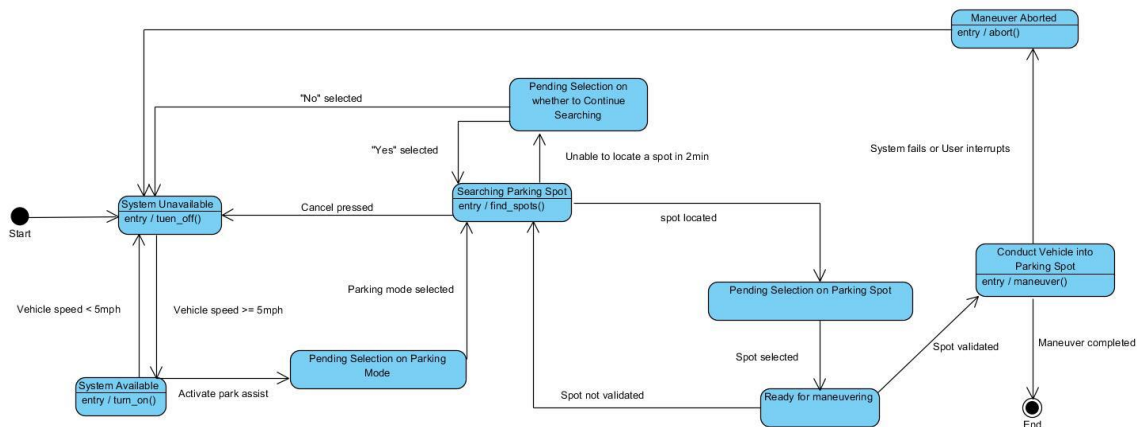 Maneuver Aborted
entry / abort()
Pending Selection on
whether to Continue
Searching
"No" selected
"Yes" selected
Unable to locate a spot in 2min
System fails or User interrupts
System Unavailable
entry / tuen_off()
Searching Parking Spot
entry / find_spots()
Cancel pressed
spot located
Start
Conduct Vehicle into
Parking Spot
entry / maneuver()
Pending Selection on Parking Spot
Parking mode selected
Vehicle speed < 5mph
Vehicle speed >= 5mph
Spot selected
Spot validated
Maneuver completed
Pending Selection on Parking
Mode
System Available
entry / turn_on()
Activate park assist
Spot not validated
Ready for maneuvering
End